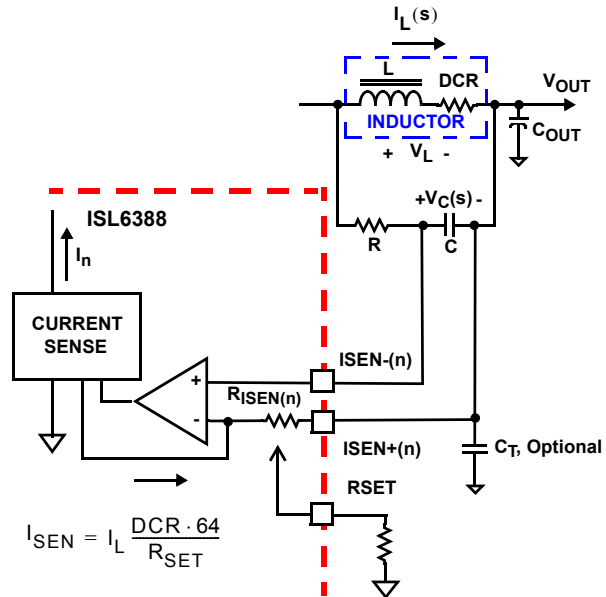 I_L(s)
L
DCR
V_OUT
INDUCTOR
C_OUT
+ V_L -
+V_C(s) -
R
C
ISL6388
I_n
CURRENT
SENSE
+
-
ISEN-(n)
R_ISEN(n)
ISEN+(n)
C_T, Optional
RSET
I_SEN = I_L DCR · 64 / R_SET